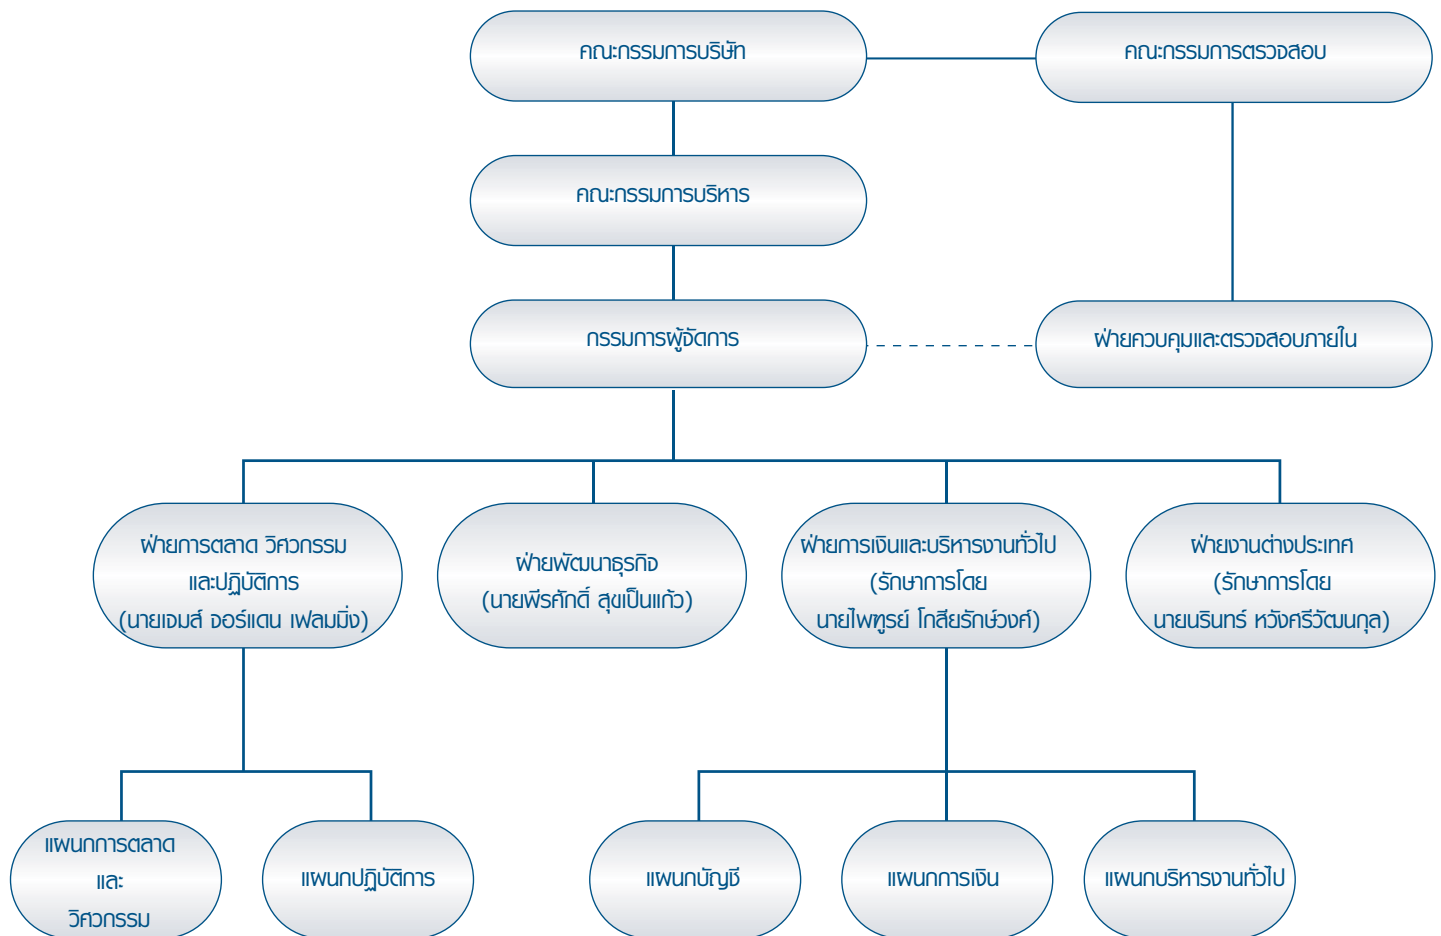 คณะกรรมการบริษัท
คณะกรรมการตรวจสอบ
คณะกรรมการบริหาร
กรรมการผู้จัดการ
ฝ่ายควบคุมและตรวจสอบภายใน
ฝ่ายการตลาด วิศวกรรม
และปฏิบัติการ
(นายเจมส์ จอร์แดน เฟลมมิ่ง)
ฝ่ายพัฒนาธุรกิจ
(นายพีรศักดิ์ สุขเป็นแก้ว)
ฝ่ายการเงินและบริหารงานทั่วไป
(รักษาการโดย
นายไพฑูรย์ โกสียรักษ์วงศ์)
ฝ่ายงานต่างประเทศ
(รักษาการโดย
นายนรินทร์ หวังศรีวัฒนกุล)
แผนกการตลาด
และ
วิศวกรรม
แผนกปฏิบัติการ
แผนกบัญชี
แผนกการเงิน
แผนกบริหารงานทั่วไป